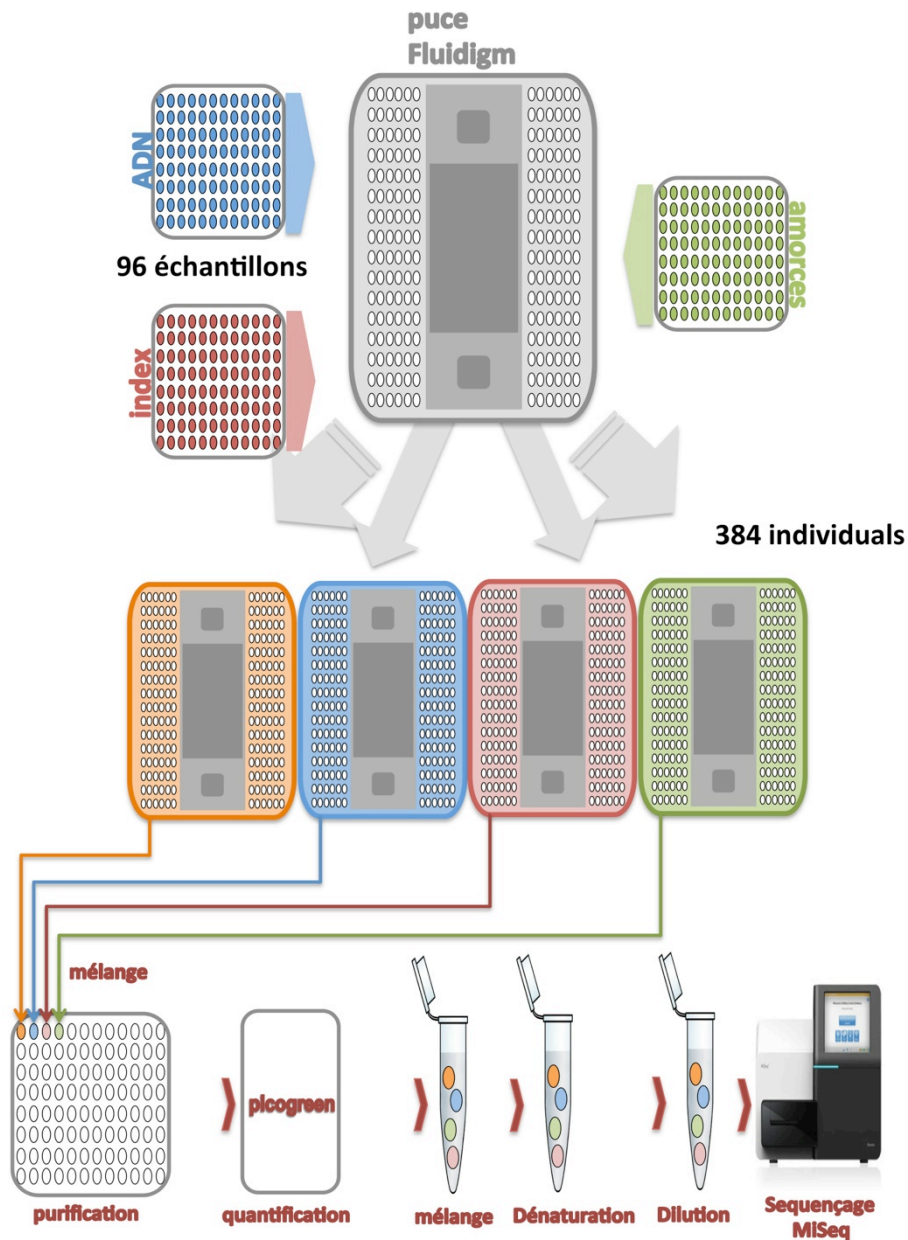 puce
Fluidigm
ADN
96 échantillons
amorces
index
384 individuals
mélange
picogreen
purification
quantification
mélange
Dénaturation
Dilution
Sequençage
MiSeq